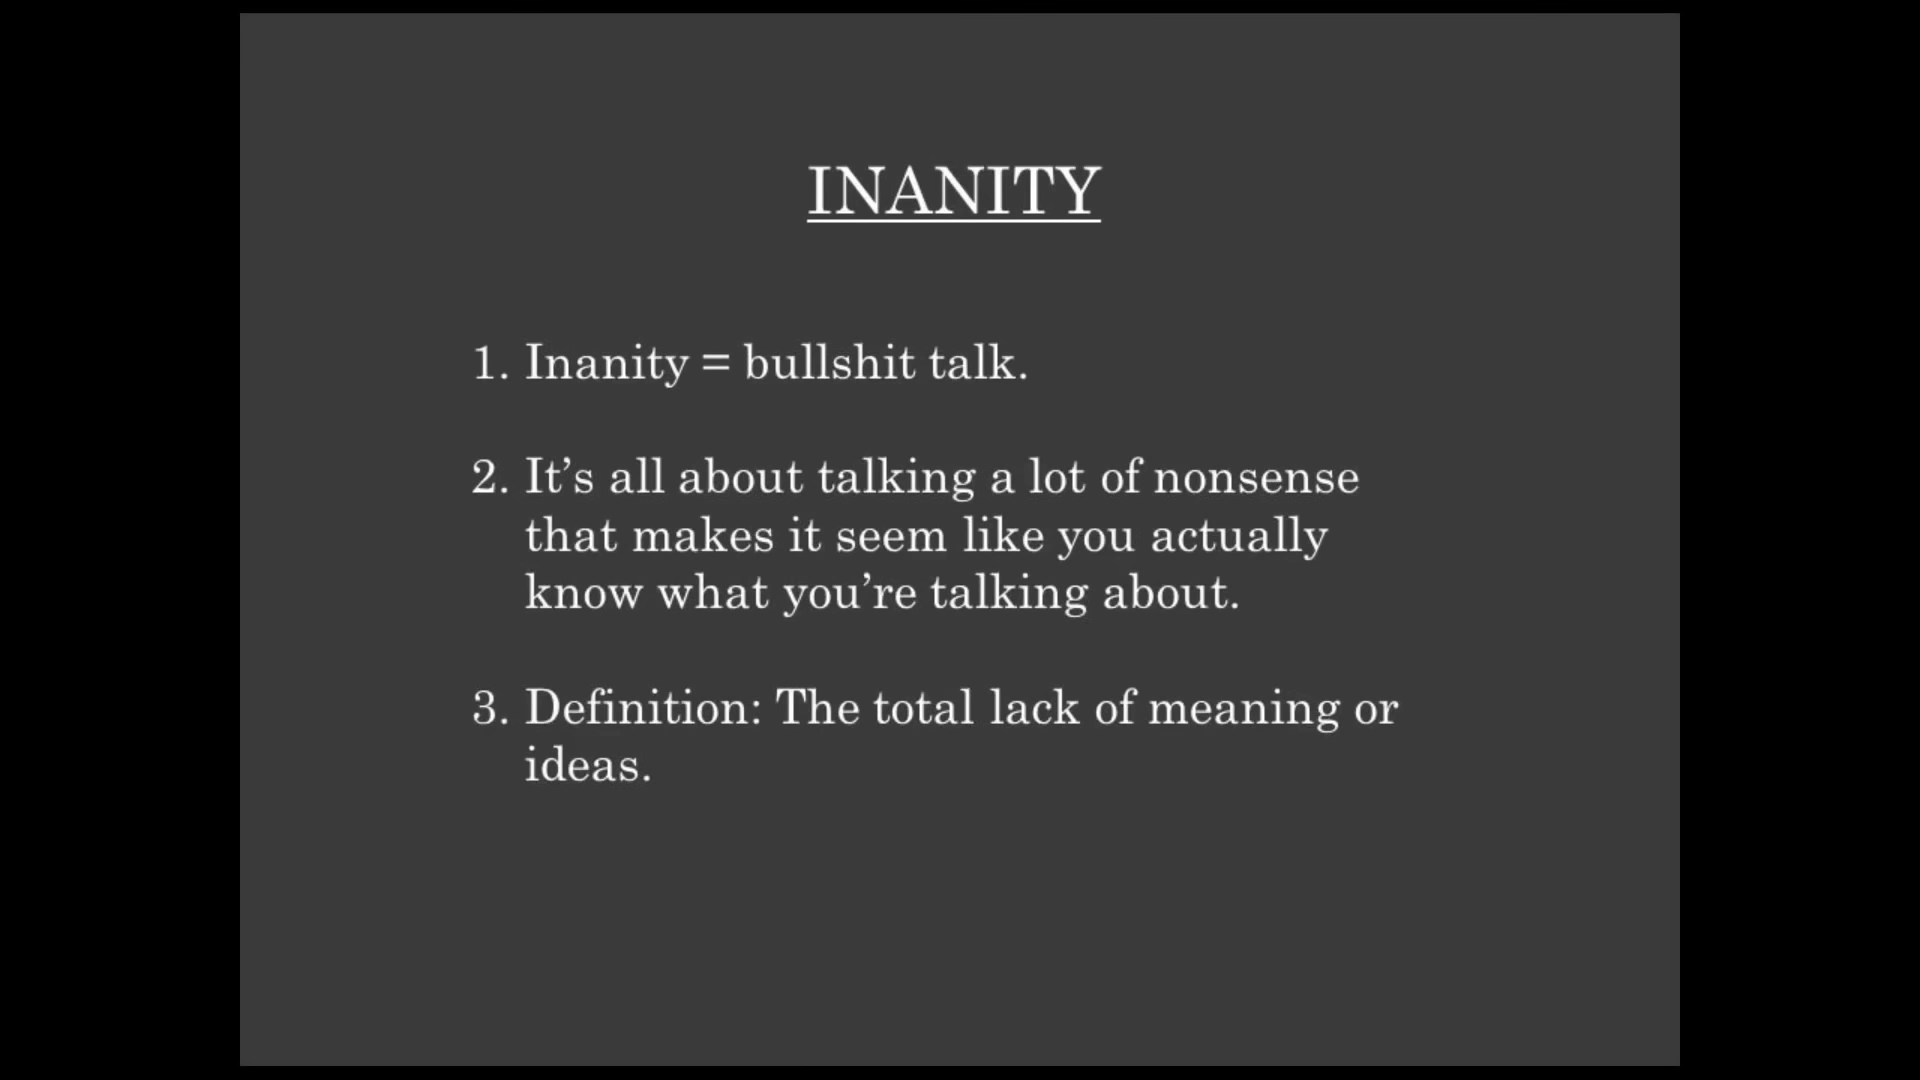 INANITY
1. Inanity = bullshit talk.
2. It’s all about talking a lot of nonsense
that makes it seem like you actually
know what you’re talking about.
3. Definition: The total lack of meaning or
ideas.